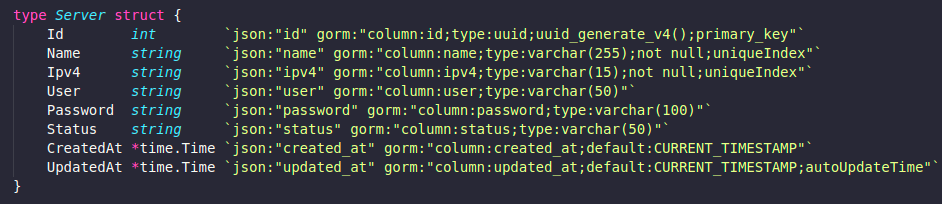 type Server struct {
    Id        int        `json:"id" gorm:"column:id;type:uuid;uuid_generate_v4();primary_key"`
    Name      string     `json:"name" gorm:"column:name;type:varchar(255);not null;uniqueIndex"`
    Ipv4      string     `json:"ipv4" gorm:"column:ipv4;type:varchar(15);not null;uniqueIndex"`
    User      string     `json:"user" gorm:"column:user;type:varchar(50)"`
    Password  string     `json:"password" gorm:"column:password;type:varchar(100)"`
    Status    string     `json:"status" gorm:"column:status;type:varchar(50)"`
    CreatedAt *time.Time `json:"created_at" gorm:"column:created_at;default:CURRENT_TIMESTAMP"`
    UpdatedAt *time.Time `json:"updated_at" gorm:"column:updated_at;default:CURRENT_TIMESTAMP;autoUpdateTime"`
}